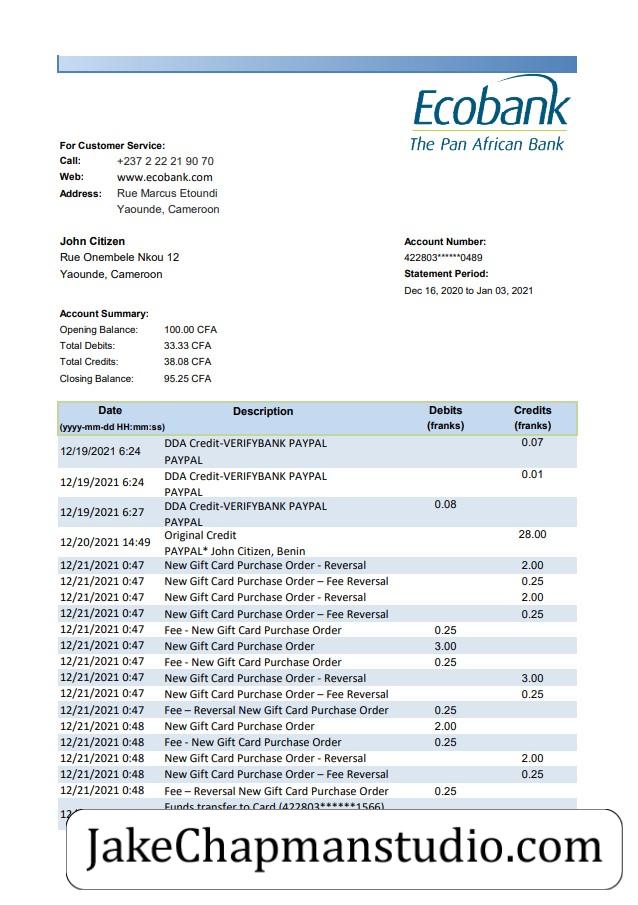 Ecobank
The Pan African Bank
For Customer Service:
Call: +237 2 22 21 90 70
Web: www.ecobank.com
Address: Rue Marcus Etoundi
Yaounde, Cameroon
John Citizen
Rue Onembele Nkou 12
Yaounde, Cameroon
Account Number:
422803******0489
Statement Period:
Dec 16, 2020 to Jan 03, 2021
Account Summary:
Opening Balance: 100.00 CFA
Total Debits: 33.33 CFA
Total Credits: 38.08 CFA
Closing Balance: 95.25 CFA
Date Description Debits Credits
(yyyy-mm-dd HH:mm:ss) (franks) (franks)
12/19/2021 6:24 DDA Credit-VERIFYBANK PAYPAL 0.07
PAYPAL
12/19/2021 6:24 DDA Credit-VERIFYBANK PAYPAL 0.01
PAYPAL
12/19/2021 6:27 DDA Credit-VERIFYBANK PAYPAL 0.08
PAYPAL
12/20/2021 14:49 Original Credit 28.00
PAYPAL* John Citizen, Benin
12/21/2021 0:47 New Gift Card Purchase Order - Reversal 2.00
12/21/2021 0:47 New Gift Card Purchase Order – Fee Reversal 0.25
12/21/2021 0:47 New Gift Card Purchase Order - Reversal 2.00
12/21/2021 0:47 New Gift Card Purchase Order – Fee Reversal 0.25
12/21/2021 0:47 Fee - New Gift Card Purchase Order 0.25
12/21/2021 0:47 New Gift Card Purchase Order 3.00
12/21/2021 0:47 Fee - New Gift Card Purchase Order 0.25
12/21/2021 0:47 New Gift Card Purchase Order - Reversal 3.00
12/21/2021 0:47 New Gift Card Purchase Order – Fee Reversal 0.25
12/21/2021 0:47 Fee – Reversal New Gift Card Purchase Order 0.25
12/21/2021 0:48 New Gift Card Purchase Order 2.00
12/21/2021 0:48 Fee - New Gift Card Purchase Order 0.25
12/21/2021 0:48 New Gift Card Purchase Order - Reversal 2.00
12/21/2021 0:48 New Gift Card Purchase Order – Fee Reversal 0.25
12/21/2021 0:48 Fee – Reversal New Gift Card Purchase Order 0.25
Funds transfer to Card (422803******1566)
JakeChapmanstudio.com